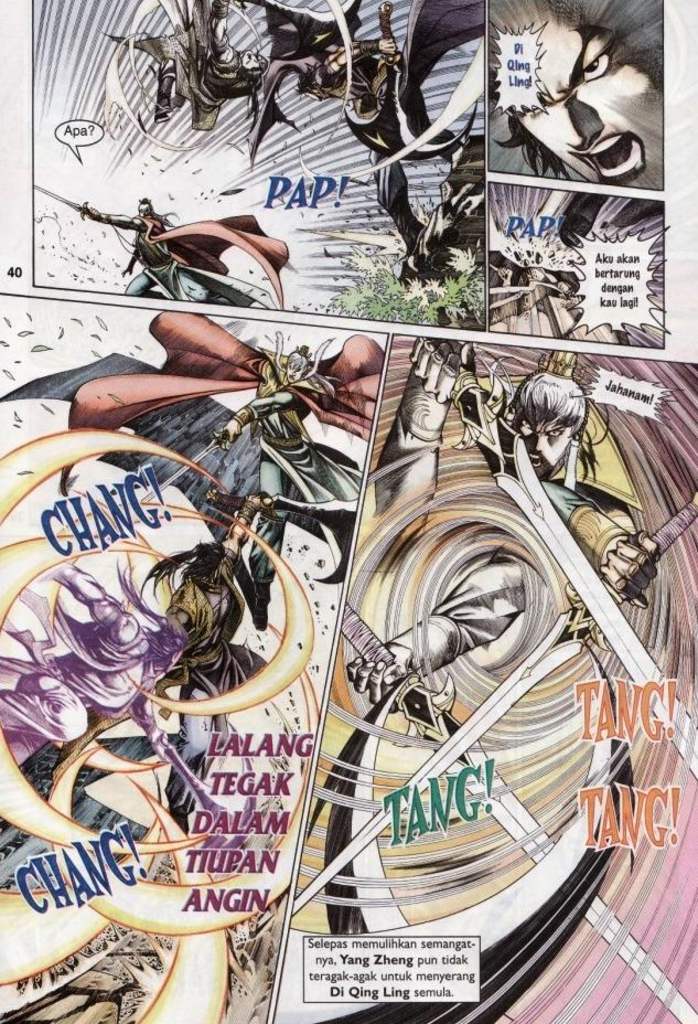 Apa?
PAP!
Di
Qing
Ling!
PAP!
Aku akan
bertarung
dengan
kau lagi!
40
CHANG!
CHANG!
LALANG
TEGAK
DALAM
TIUPAN
ANGIN
Jahanam!
TANG!
TANG!
TANG!
Selepas memulihkan semangat-
nya, Yang Zheng pun tidak
teragak-agak untuk menyerang
Di Qing Ling semula.